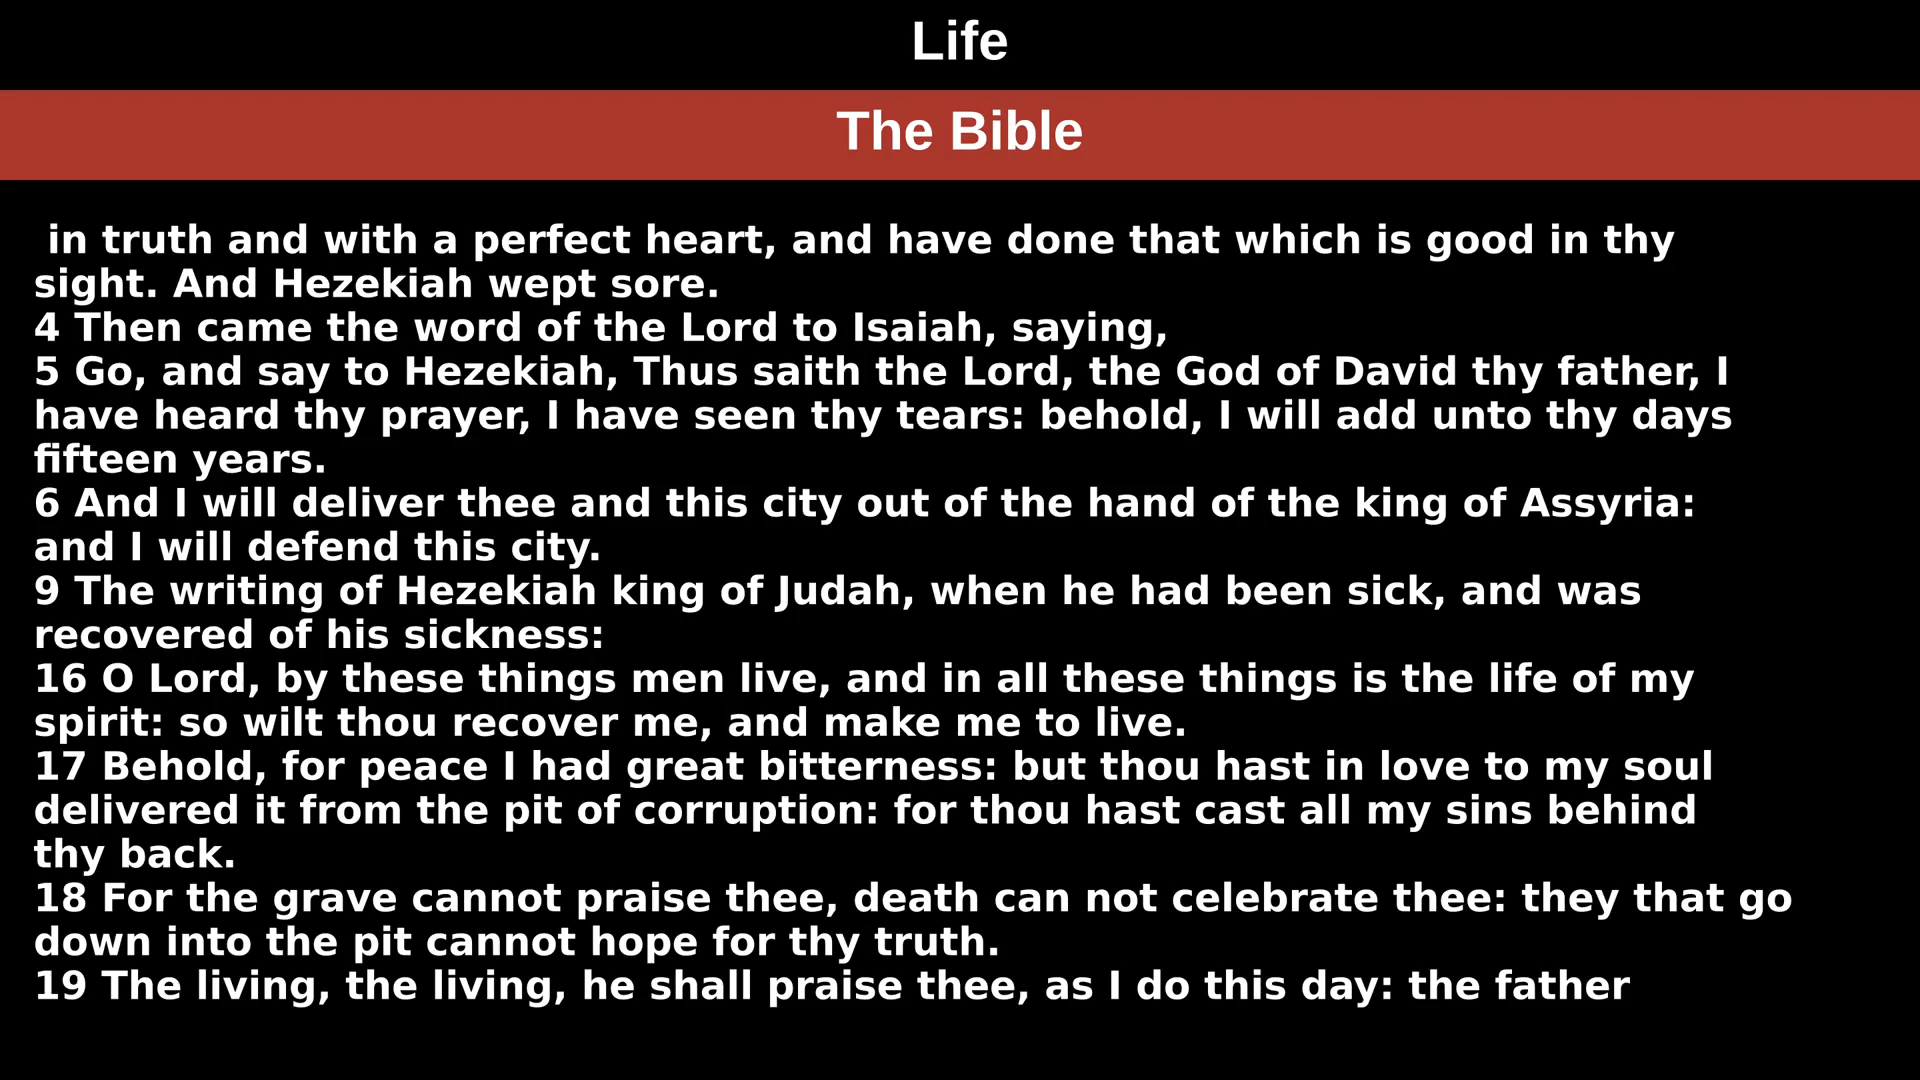 Life
The Bible
in truth and with a perfect heart, and have done that which is good in thy
sight. And Hezekiah wept sore.
4 Then came the word of the Lord to Isaiah, saying,
5 Go, and say to Hezekiah, Thus saith the Lord, the God of David thy father, I
have heard thy prayer, I have seen thy tears: behold, I will add unto thy days
fifteen years.
6 And I will deliver thee and this city out of the hand of the king of Assyria:
and I will defend this city.
9 The writing of Hezekiah king of Judah, when he had been sick, and was
recovered of his sickness:
16 O Lord, by these things men live, and in all these things is the life of my
spirit: so wilt thou recover me, and make me to live.
17 Behold, for peace I had great bitterness: but thou hast in love to my soul
delivered it from the pit of corruption: for thou hast cast all my sins behind
thy back.
18 For the grave cannot praise thee, death can not celebrate thee: they that go
down into the pit cannot hope for thy truth.
19 The living, the living, he shall praise thee, as I do this day: the father